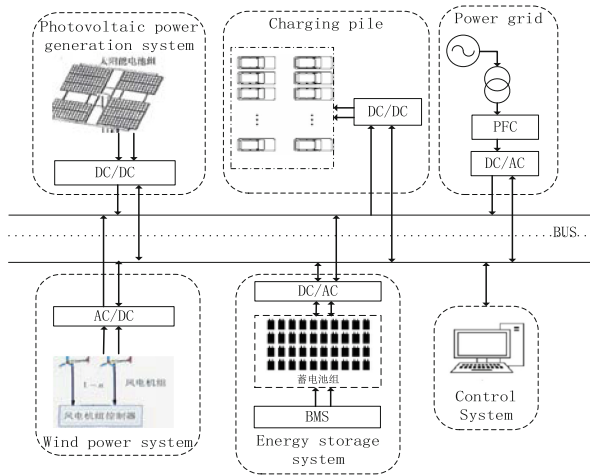 Photovoltaic power
generation system
太阳能电池组
DC/DC
Charging pile
DC/DC
Power grid
PFC
DC/AC
BUS
AC/DC
1～n
风电机组
风电机组控制器
Wind power system
DC/AC
蓄电池组
BMS
Energy storage
system
Control
System